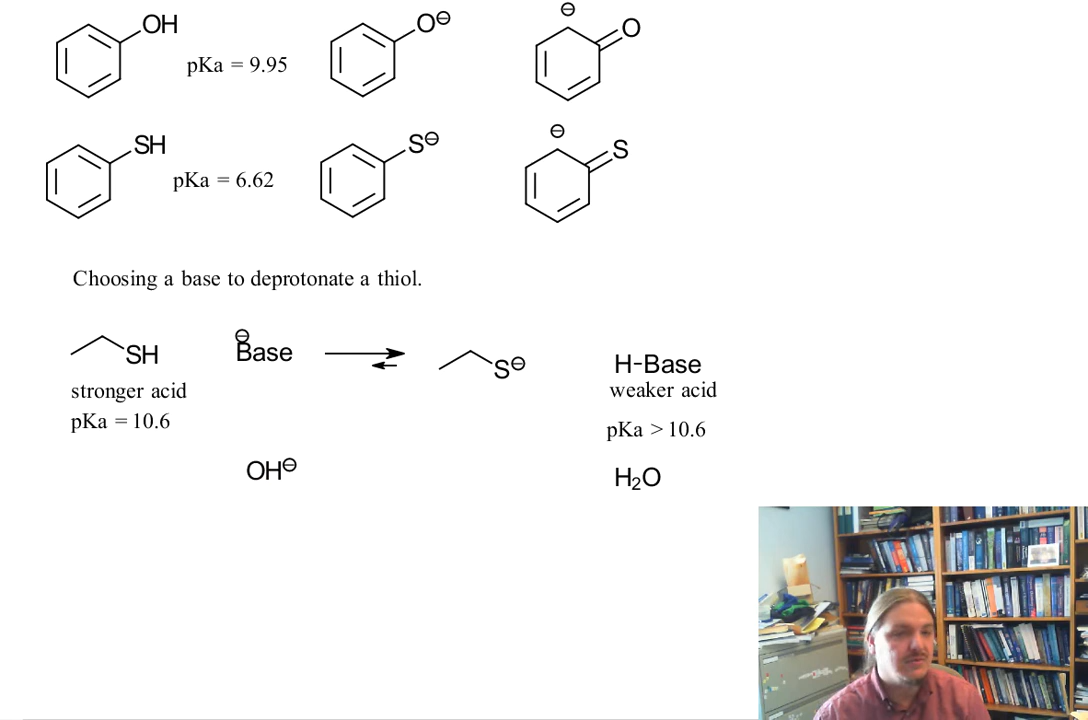 OH
pKa = 9.95
O⊖
⊖
O
SH
pKa = 6.62
S⊖
⊖
S
Choosing a base to deprotonate a thiol.
SH
⊖
Base
S⊖
H-Base
stronger acid
weaker acid
pKa = 10.6
pKa > 10.6
OH⊖
H₂O